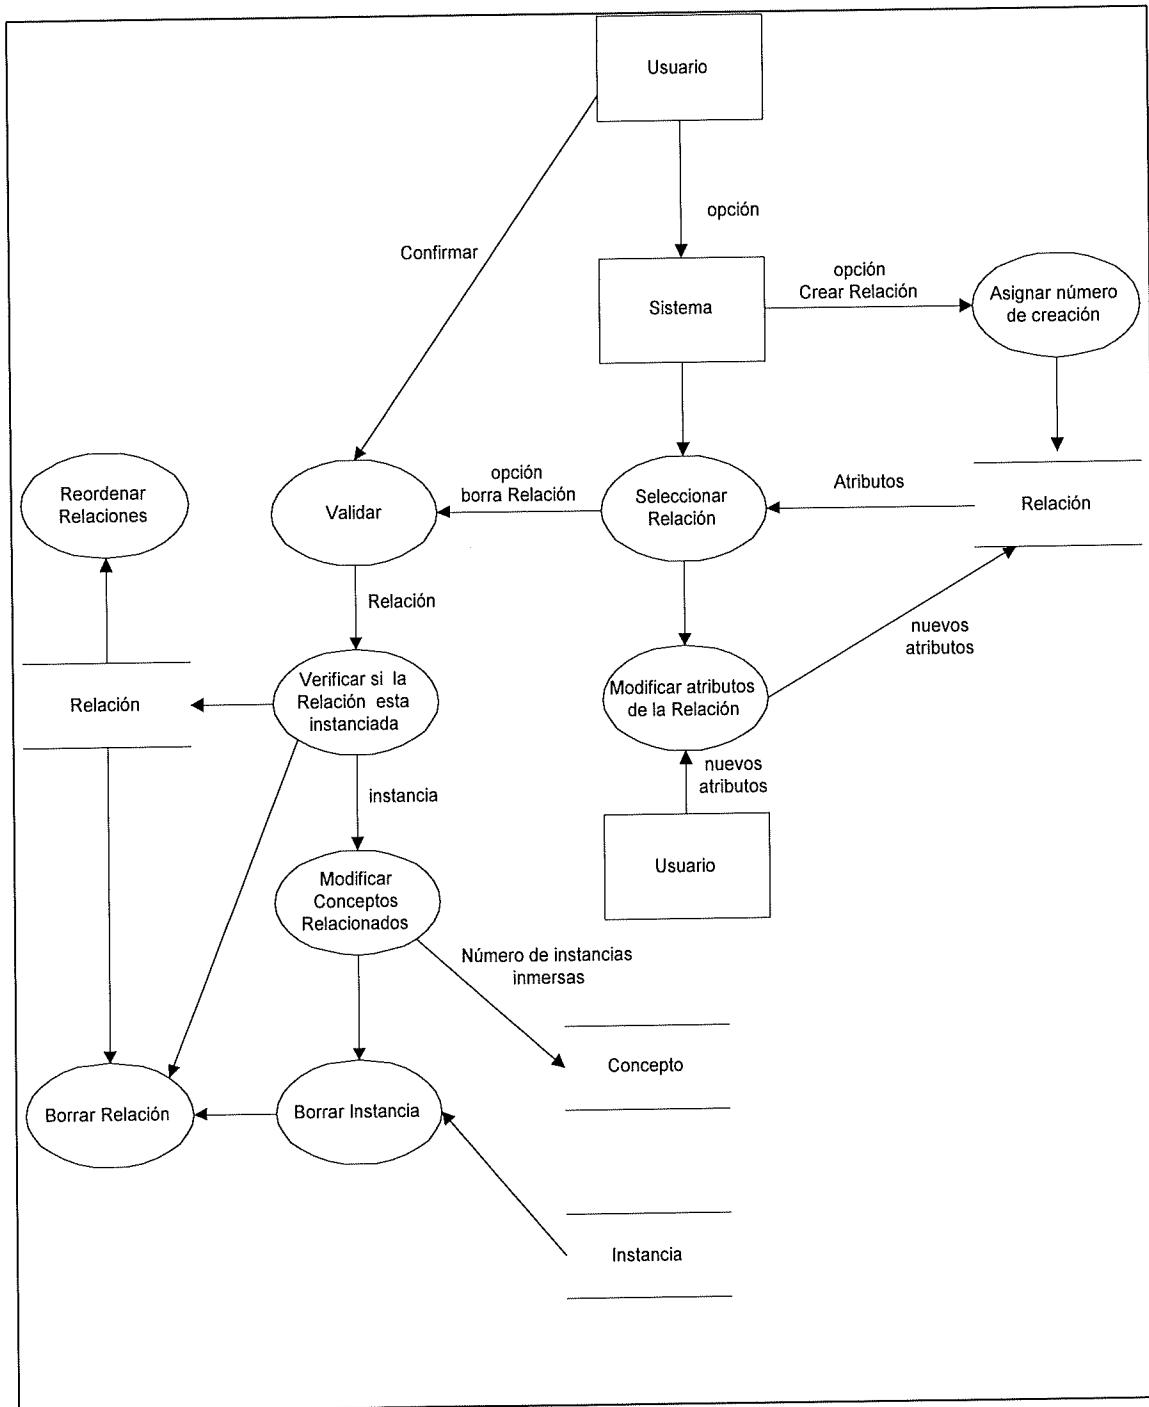 Usuario
opción
Confirmar
opción
Crear Relación
Sistema
Asignar número
de creación
Reordenar
Relaciones
Validar
opción
borra Relación
Seleccionar
Relación
Atributos
Relación
Relación
nuevos
atributos
Relación
Verificar si la
Relación esta
instanciada
Modificar atributos
de la Relación
nuevos
atributos
instancia
Usuario
Modificar
Conceptos
Relacionados
Número de instancias
inmersas
Concepto
Borrar Relación
Borrar Instancia
Instancia